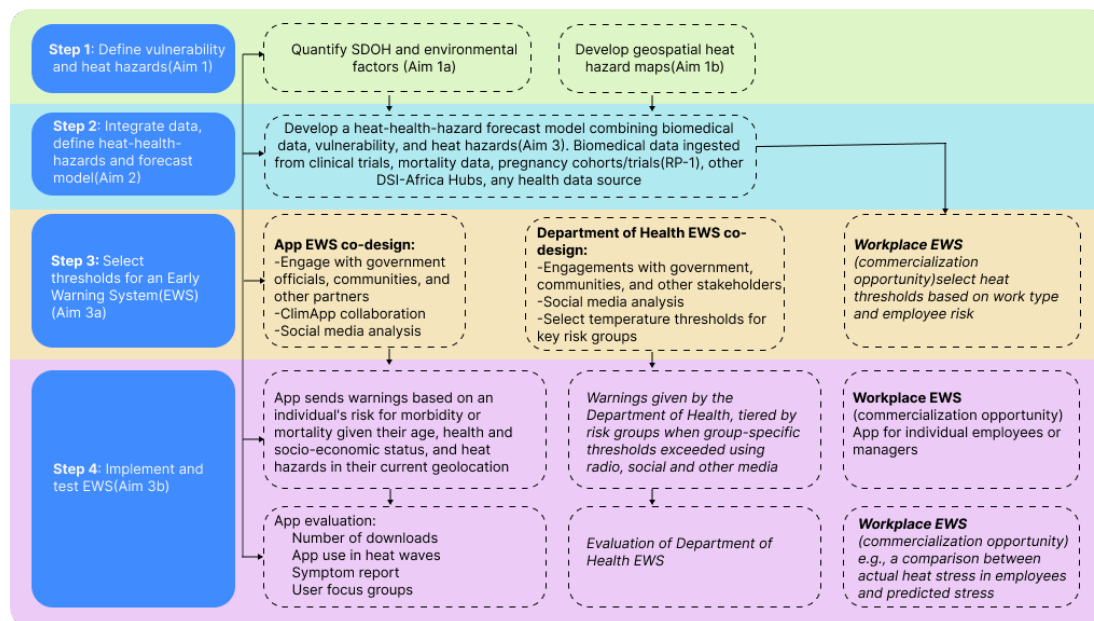 Step 1: Define vulnerability
and heat hazards(Aim 1)
Quantify SDOH and environmental
factors (Aim 1a)
Develop geospatial heat
hazard maps(Aim 1b)
Step 2: Integrate data,
define heat-health-
hazards and forecast
model(Aim 2)
Develop a heat-health-hazard forecast model combining biomedical
data, vulnerability, and heat hazards(Aim 3). Biomedical data ingested
from clinical trials, mortality data, pregnancy cohorts/trials(RP-1), other
DSI-Africa Hubs, any health data source
Step 3: Select
thresholds for an Early
Warning System(EWS)
(Aim 3a)
App EWS co-design:
-Engage with government
officials, communities, and
other partners
-ClimApp collaboration
-Social media analysis
Department of Health EWS co-
design:
-Engagements with government,
communities, and other stakeholders
-Social media analysis
-Select temperature thresholds for
key risk groups
Workplace EWS
(commercialization
opportunity)select heat
thresholds based on work type
and employee risk
Step 4: Implement and
test EWS(Aim 3b)
App sends warnings based on an
individual's risk for morbidity or
mortality given their age, health and
socio-economic status, and heat
hazards in their current geolocation
Warnings given by the
Department of Health, tiered by
risk groups when group-specific
thresholds exceeded using
radio, social and other media
Workplace EWS
(commercialization opportunity)
App for individual employees or
managers
App evaluation:
Number of downloads
App use in heat waves
Symptom report
User focus groups
Evaluation of Department of
Health EWS
Workplace EWS
(commercialization opportunity)
e.g., a comparison between
actual heat stress in employees
and predicted stress